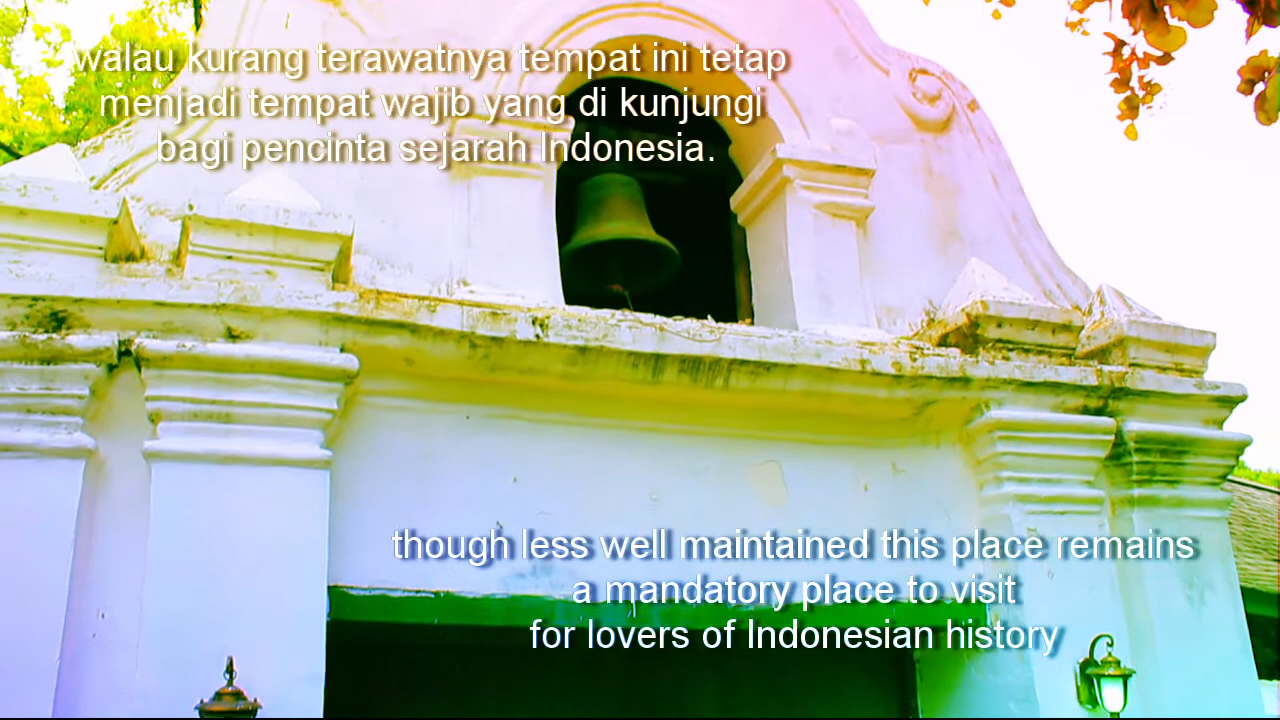 walau kurang terawatnya tempat ini tetap
menjadi tempat wajib yang di kunjungi
bagi pencinta sejarah Indonesia.
though less well maintained this place remains
a mandatory place to visit
for lovers of Indonesian history